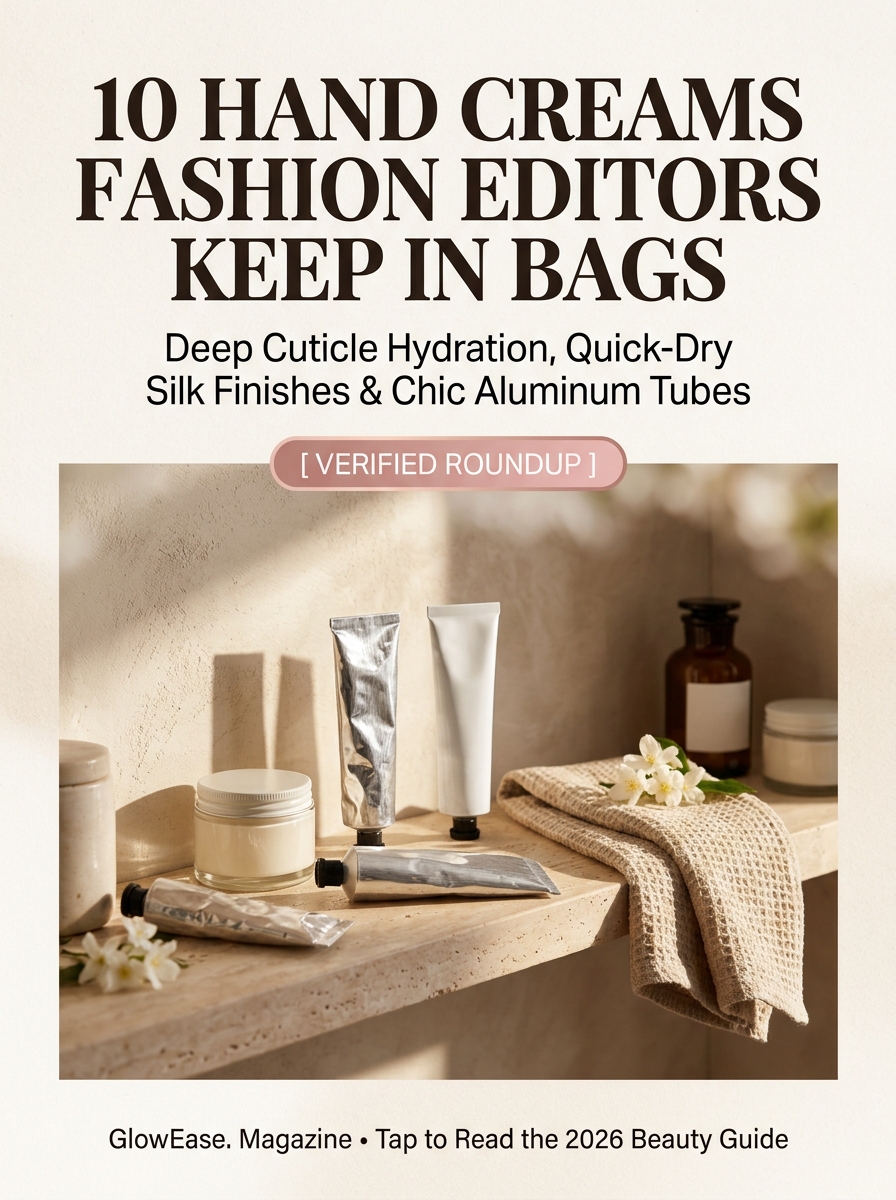 10 HAND CREAMS
FASHION EDITORS
KEEP IN BAGS
Deep Cuticle Hydration, Quick-Dry
Silk Finishes & Chic Aluminum Tubes
[ VERIFIED ROUNDUP ]
GlowEase. Magazine • Tap to Read the 2026 Beauty Guide